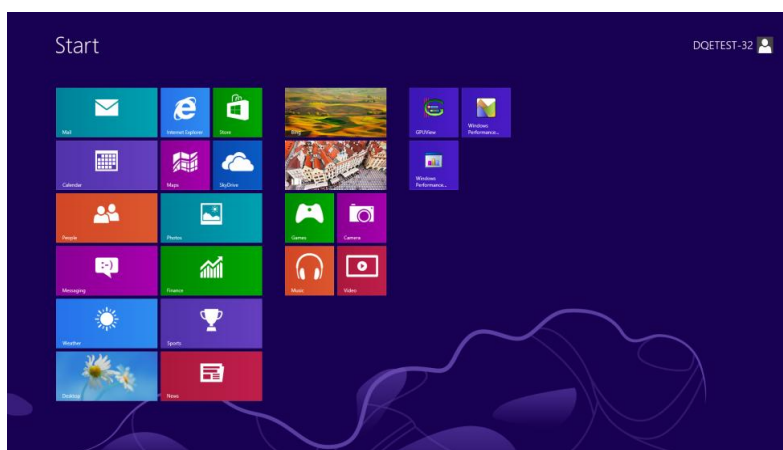 Start
DQETEST-32
Mail
Internet Explorer
Store
Bing
GPUView
Windows
Performance...
Calendar
Maps
SkyDrive
Windows
Performance...
People
Photos
Games
Camera
Messaging
Finance
Music
Video
Weather
Sports
Desktop
News